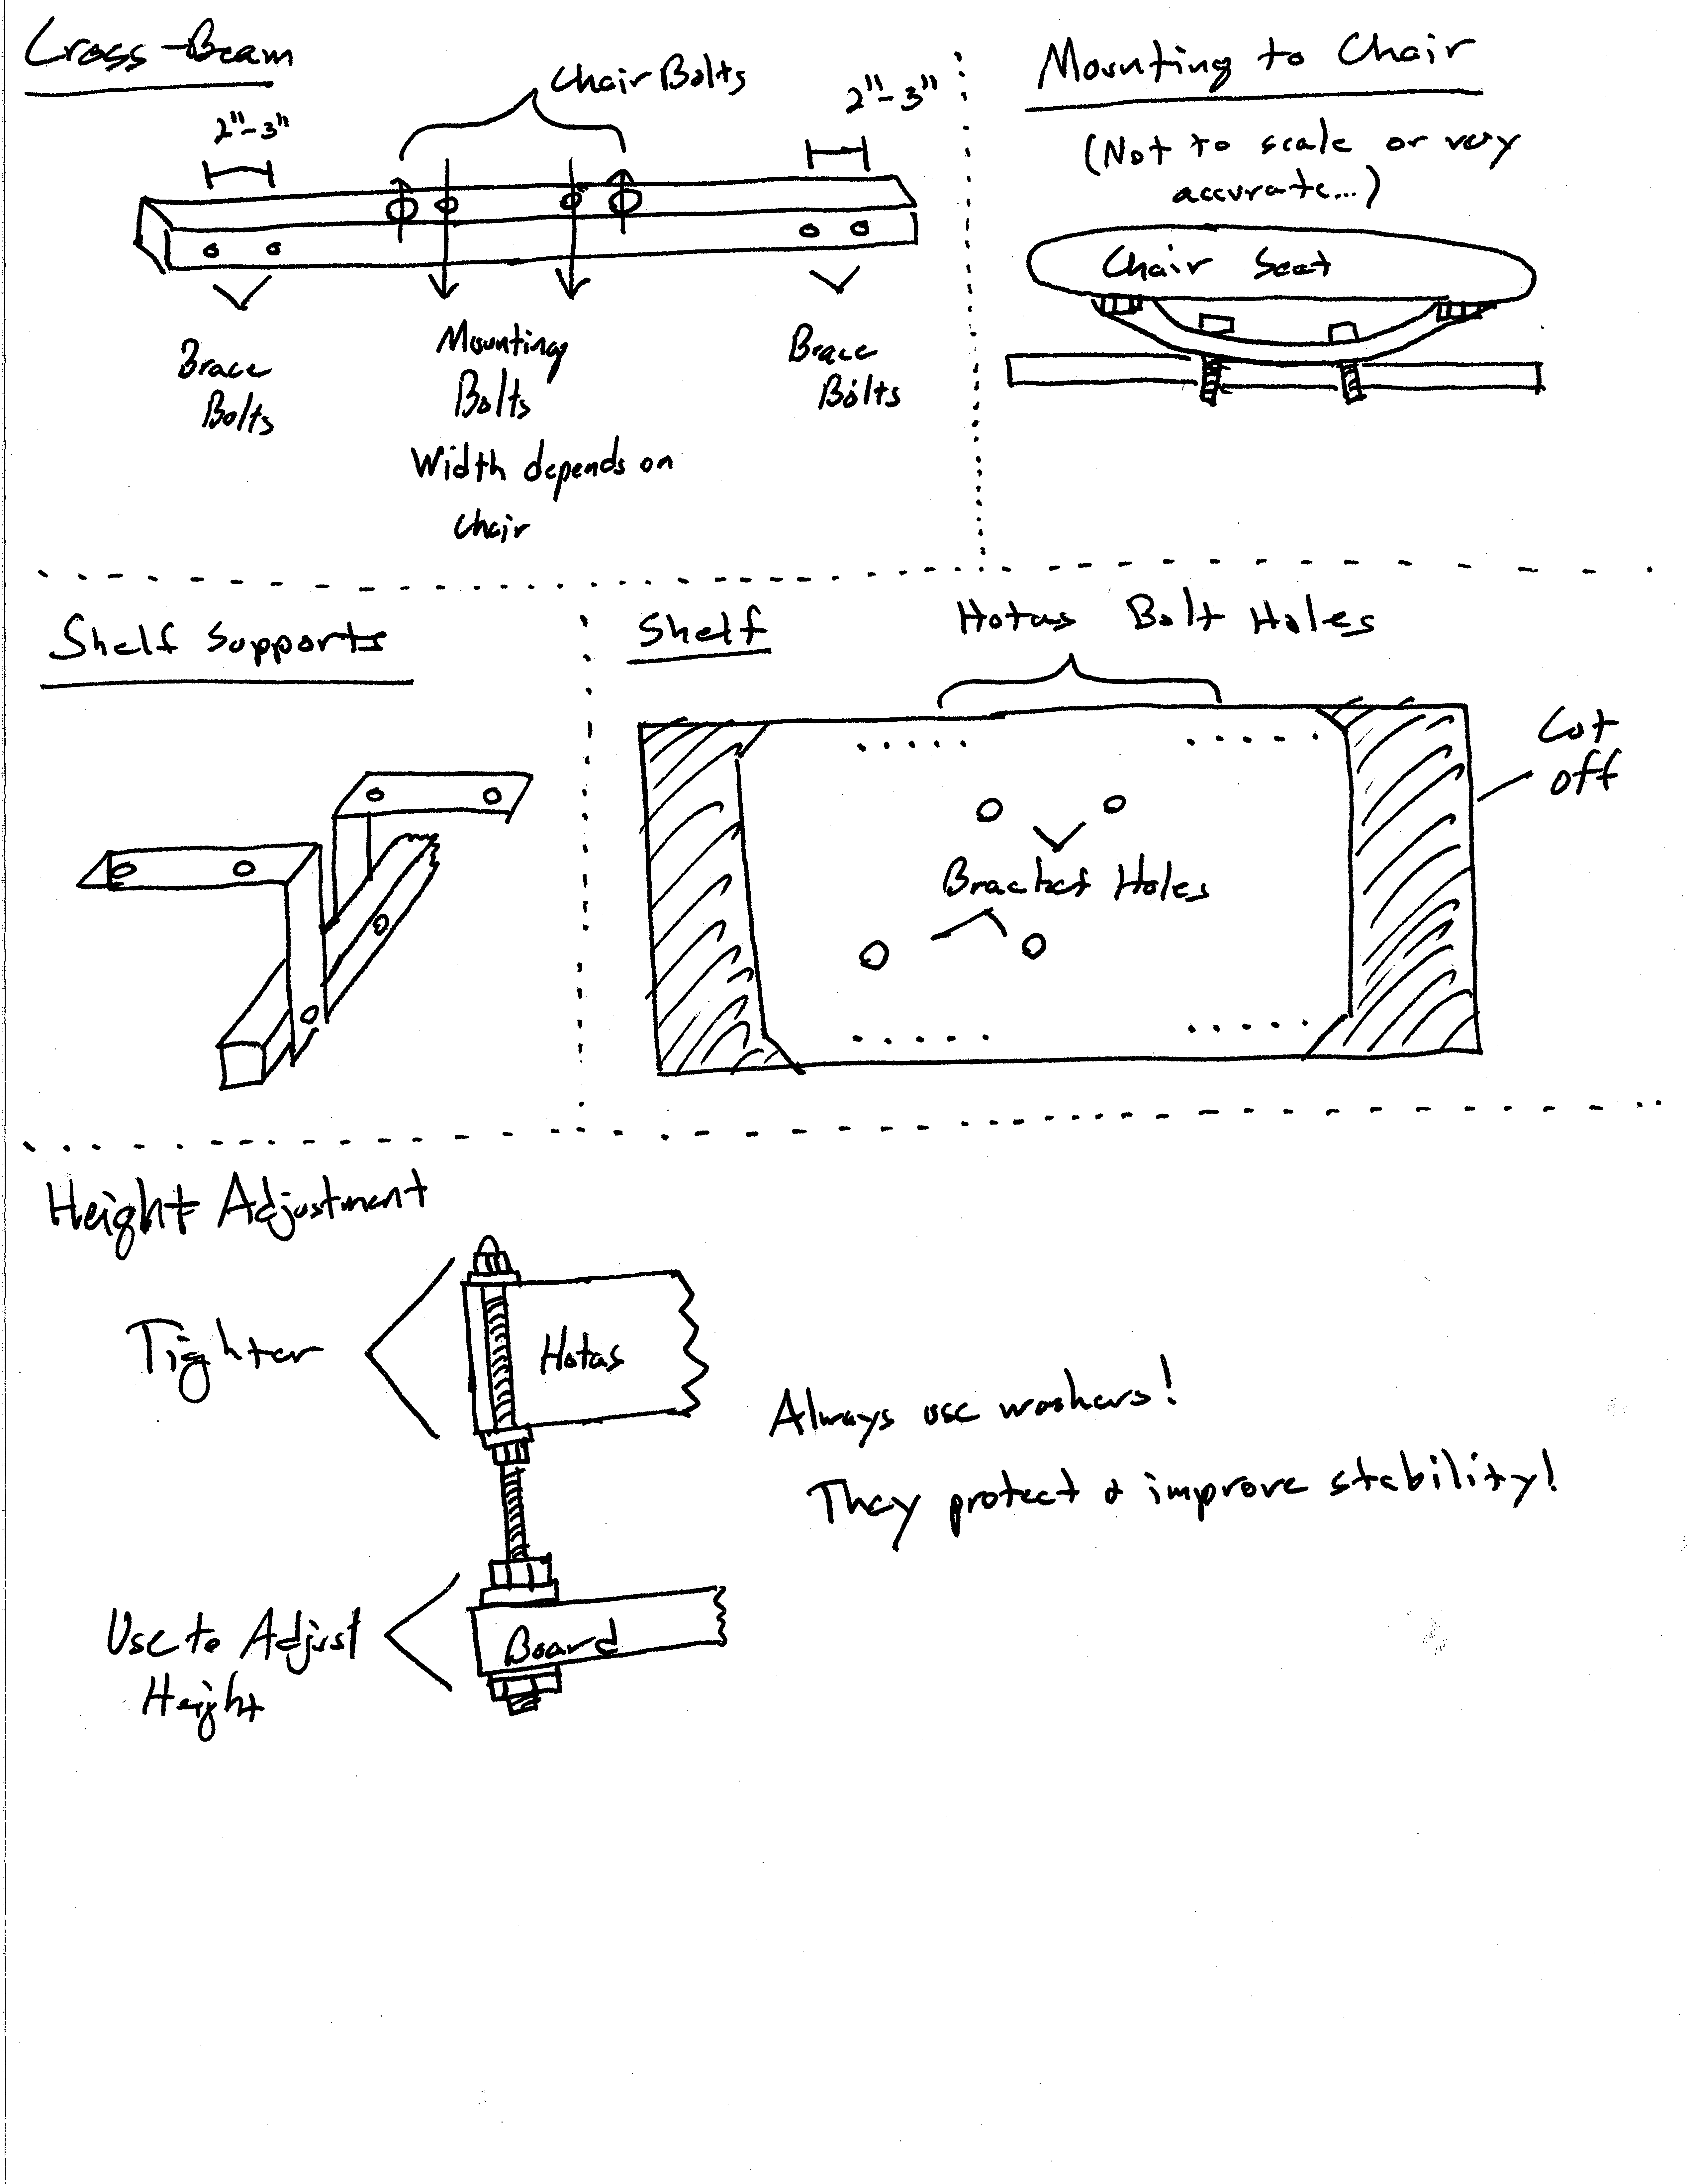 Cross-Beam
Chair Bolts
2"-3"
2"-3"
Brace
Bolts
Mounting
Bolts
Width depends on
chair
Brace
Bolts
Mounting to Chair
(Not to scale or very
accurate...)
Chair Seat
Shelf Supports
Shelf
Hotas Bolt Holes
Cut
off
Bracket Holes
Height Adjustment
Tighter
Hotas
Always use washers!
They protect & improve stability!
Use to Adjust
Height
Board